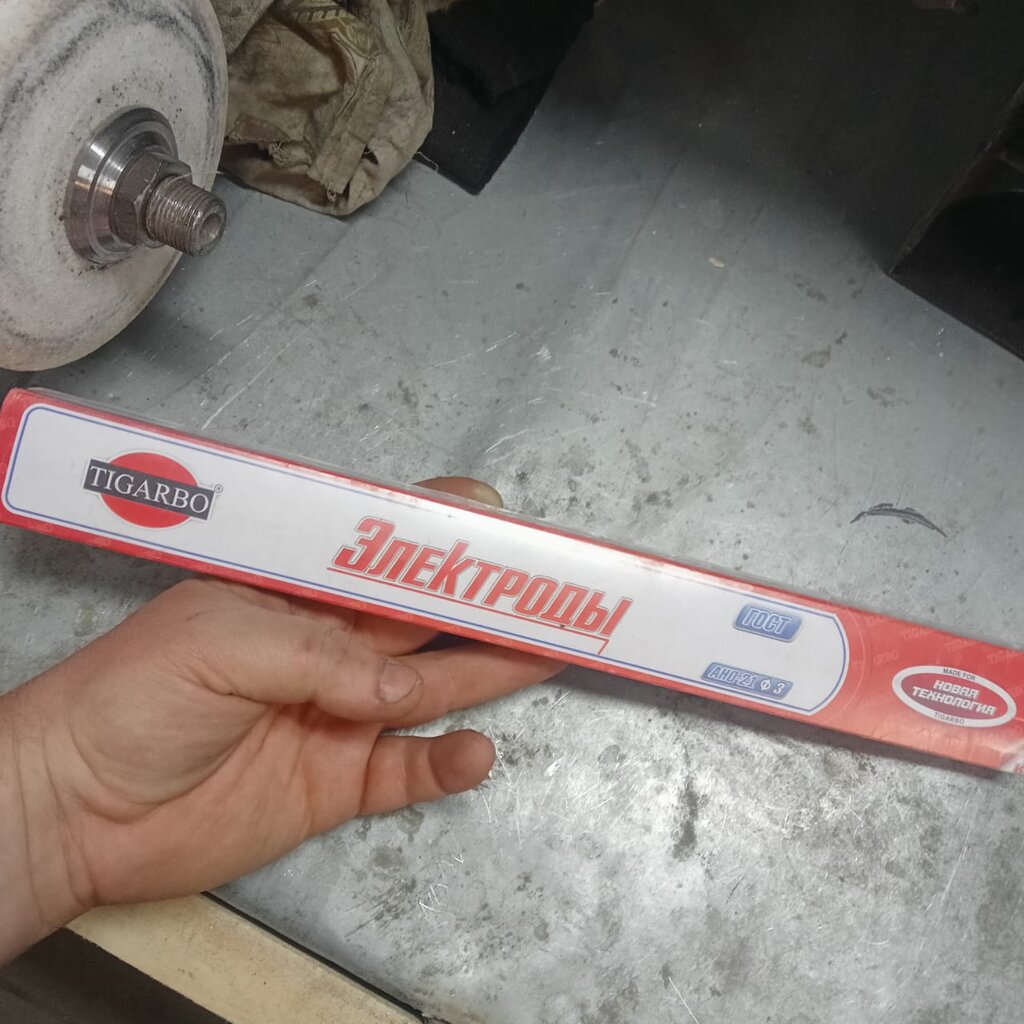 TIGARBO®
Электроды
ГОСТ
АНО-21 Ф 3
MADE FOR
НОВАЯ
ТЕХНОЛОГИЯ
TIGARBO